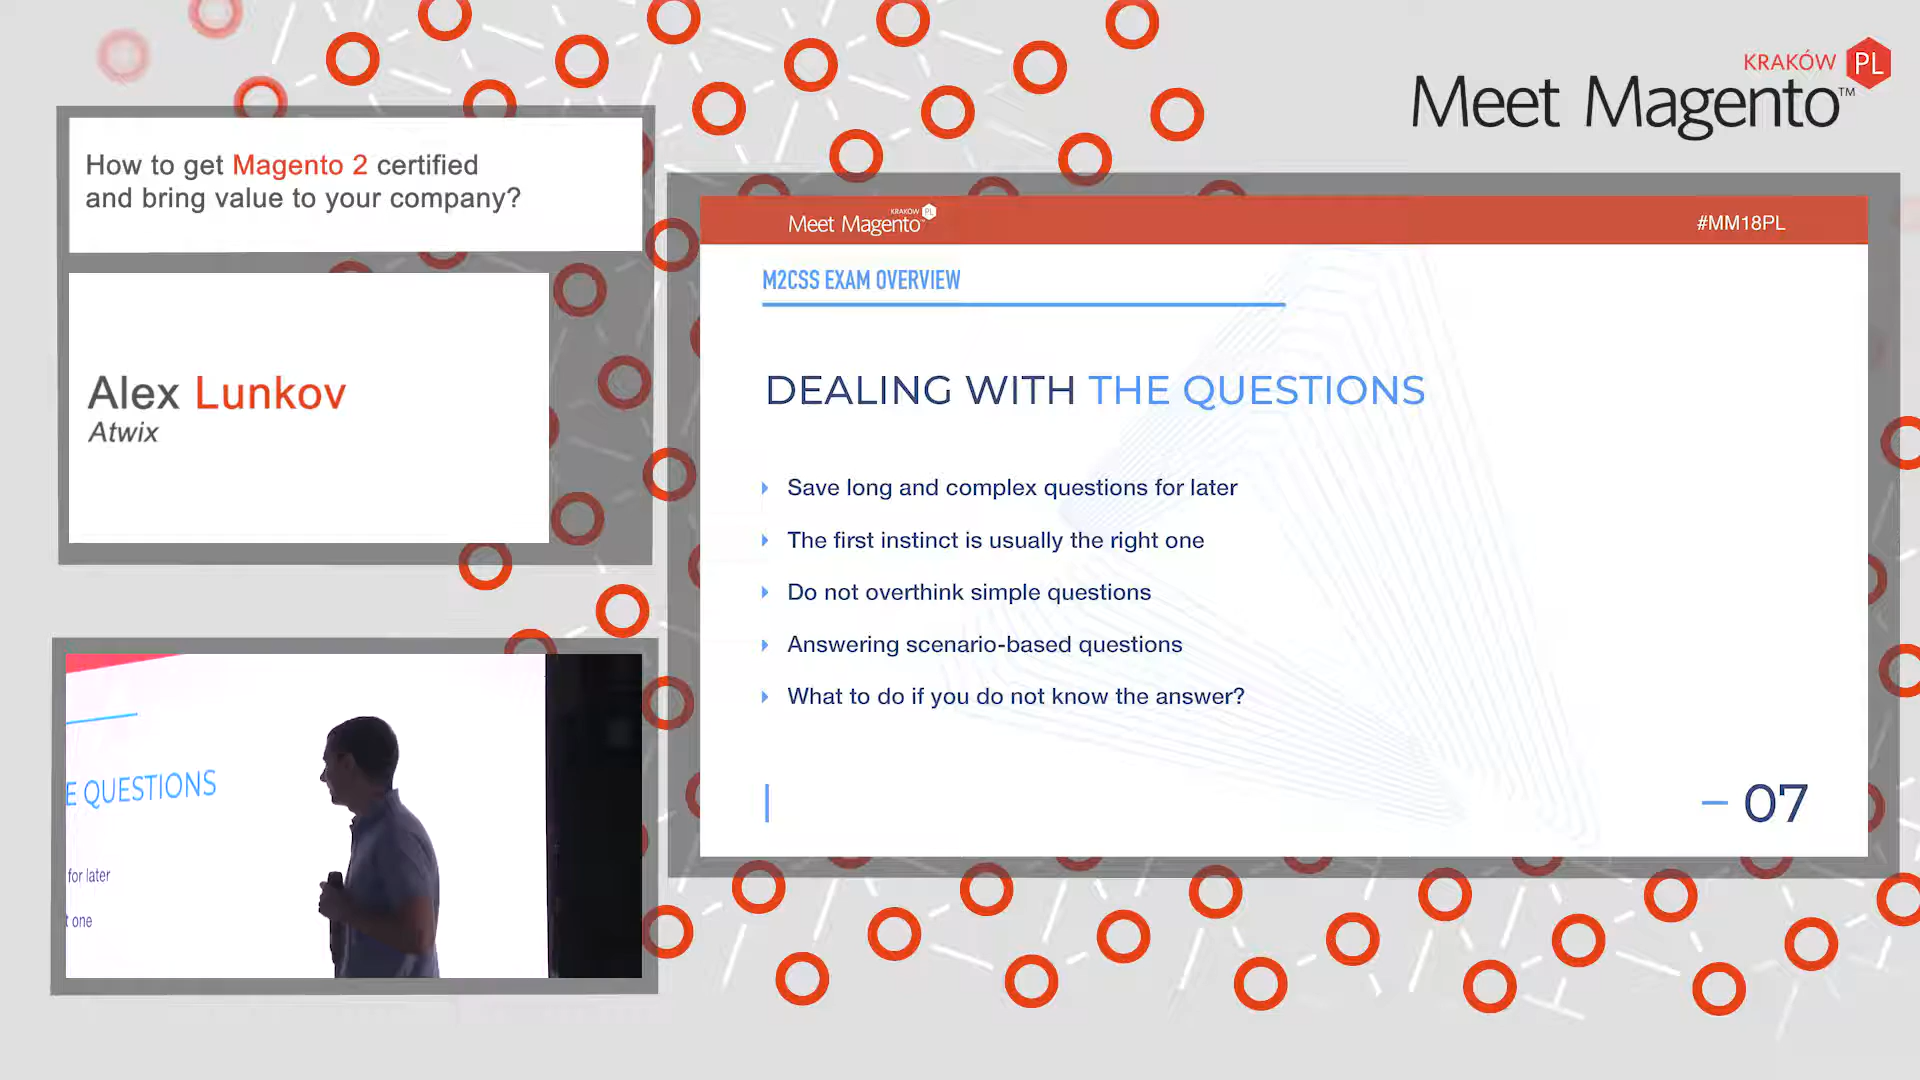 KRAKÓW PL
Meet Magento™
How to get Magento 2 certified
and bring value to your company?
Alex Lunkov
Atwix
KRAKÓW PL
Meet Magento
#MM18PL
M2CSS EXAM OVERVIEW
DEALING WITH THE QUESTIONS
Save long and complex questions for later
The first instinct is usually the right one
Do not overthink simple questions
Answering scenario-based questions
What to do if you do not know the answer?
– 07
E QUESTIONS
for later
t one